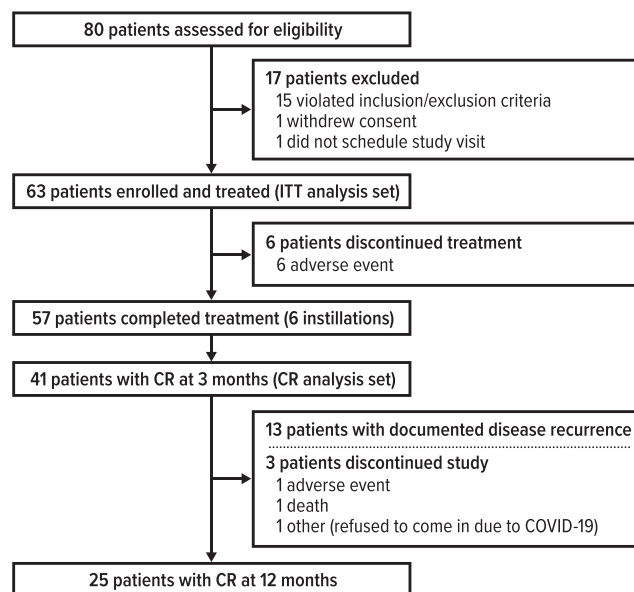 80 patients assessed for eligibility
17 patients excluded
15 violated inclusion/exclusion criteria
1 withdrew consent
1 did not schedule study visit
63 patients enrolled and treated (ITT analysis set)
6 patients discontinued treatment
6 adverse event
57 patients completed treatment (6 instillations)
41 patients with CR at 3 months (CR analysis set)
13 patients with documented disease recurrence
3 patients discontinued study
1 adverse event
1 death
1 other (refused to come in due to COVID-19)
25 patients with CR at 12 months